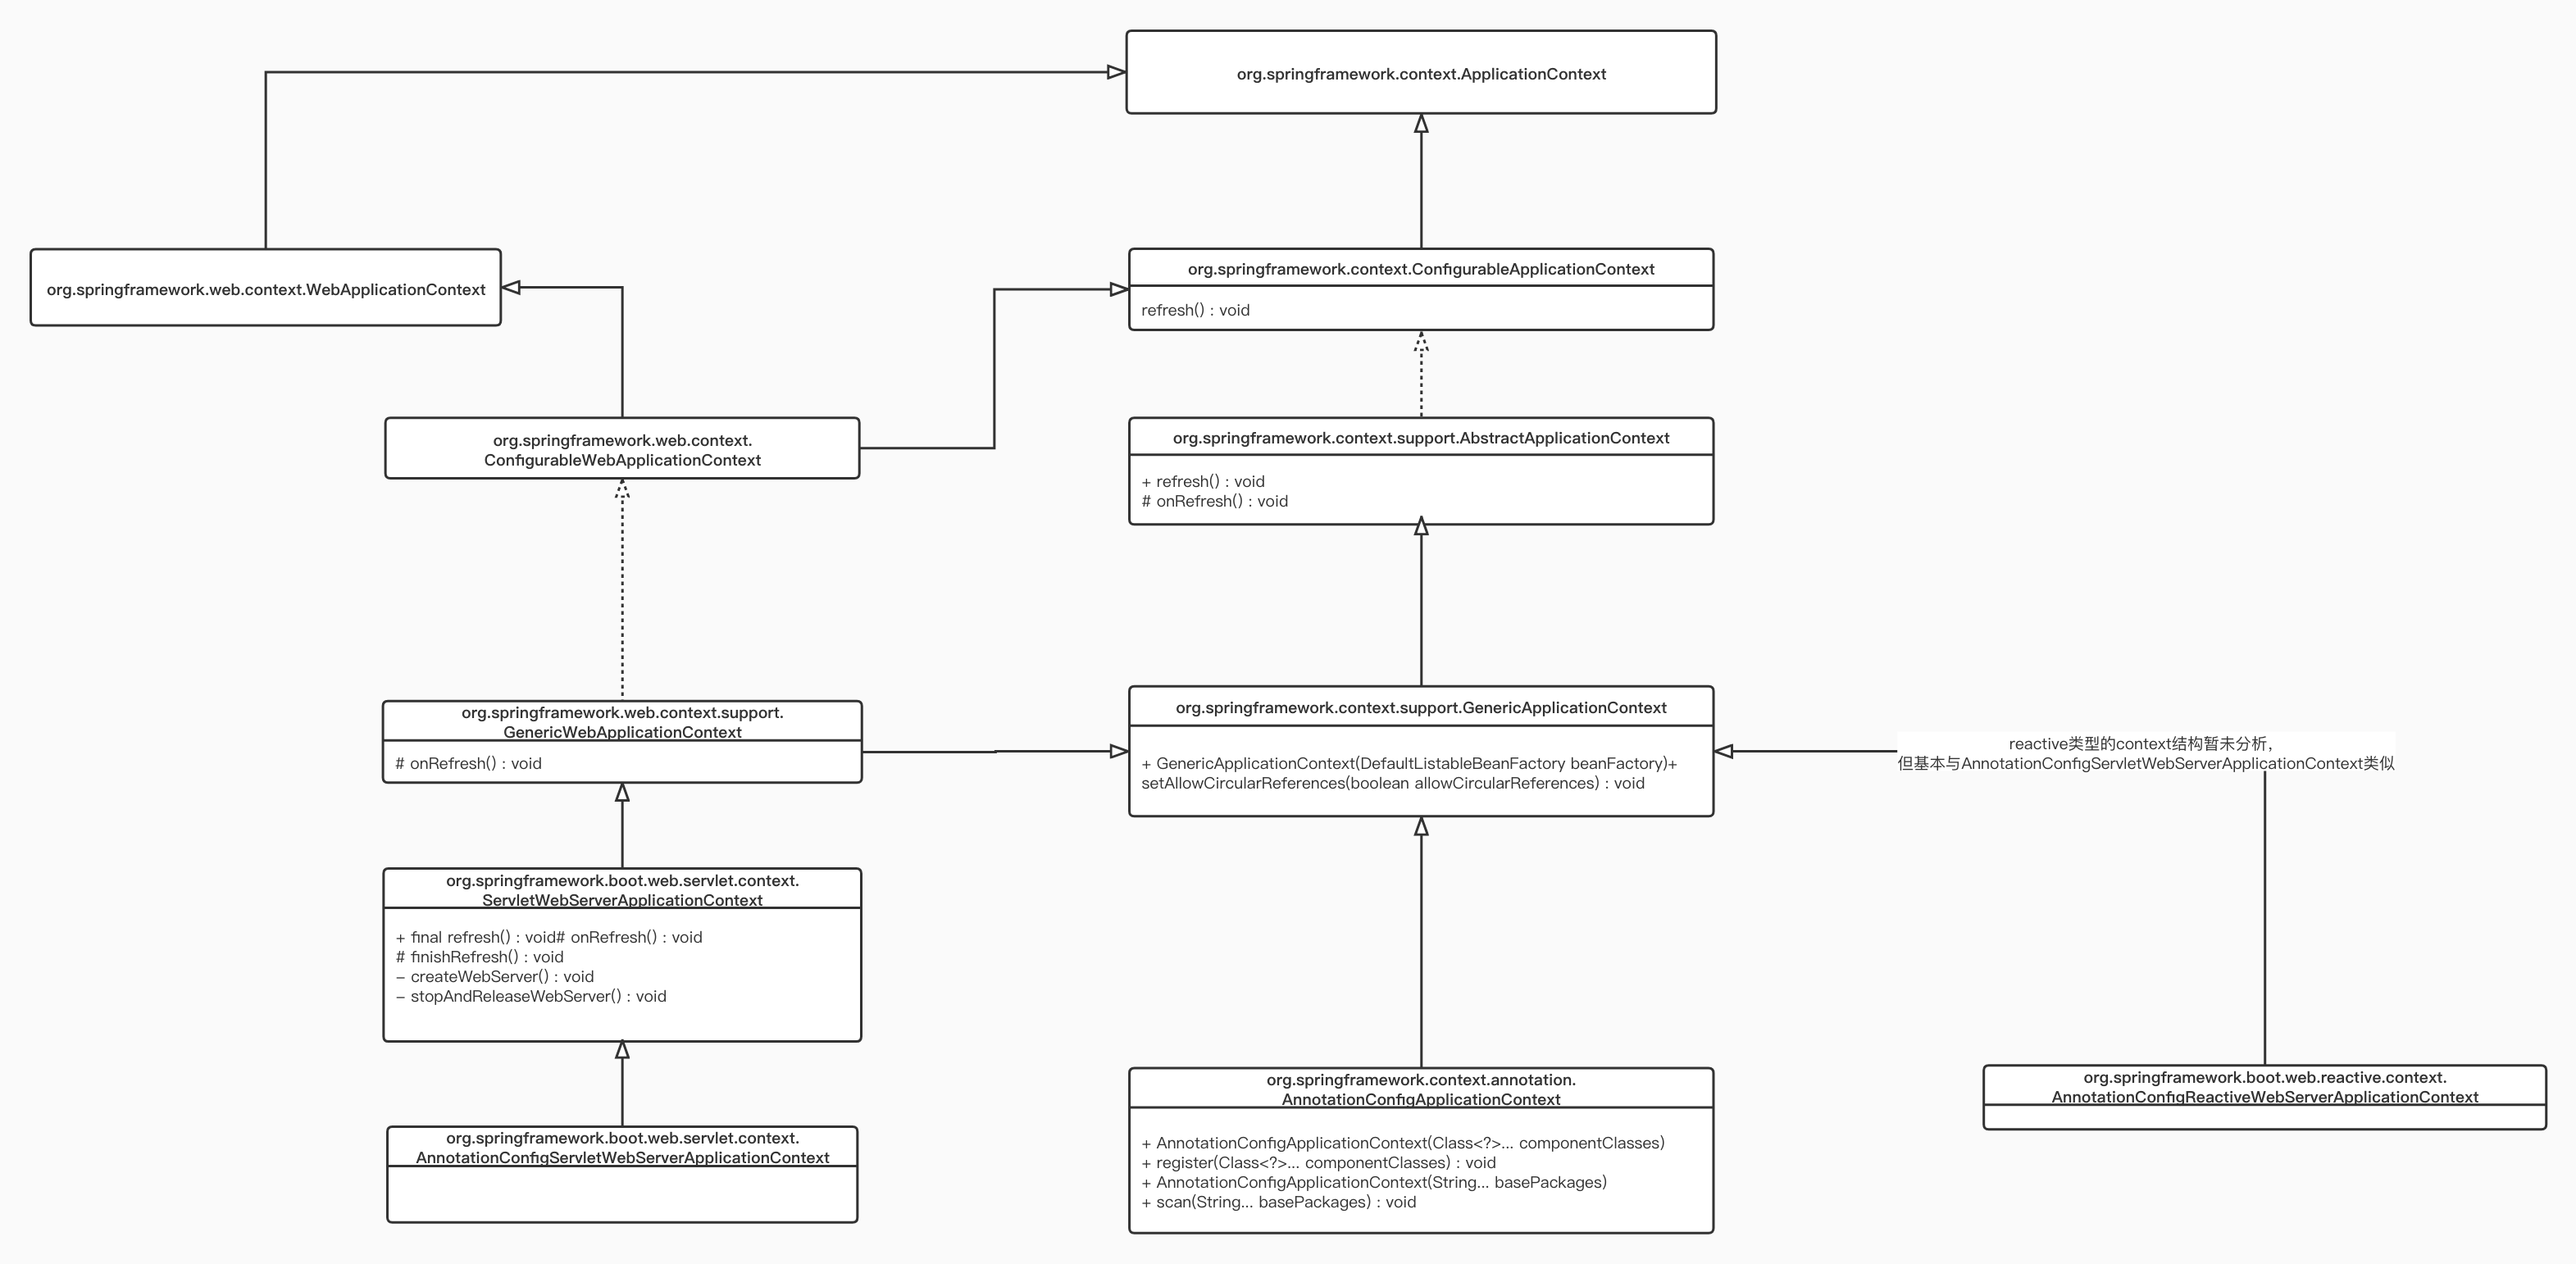 org.springframework.context.ApplicationContext
org.springframework.web.context.WebApplicationContext
org.springframework.context.ConfigurableApplicationContext
refresh() : void
org.springframework.web.context.
ConfigurableWebApplicationContext
org.springframework.context.support.AbstractApplicationContext
+ refresh() : void
# onRefresh() : void
org.springframework.web.context.support.
GenericWebApplicationContext
# onRefresh() : void
org.springframework.context.support.GenericApplicationContext
+ GenericApplicationContext(DefaultListableBeanFactory beanFactory)+
setAllowCircularReferences(boolean allowCircularReferences) : void
reactive类型的context结构暂未分析，
但基本与AnnotationConfigServletWebServerApplicationContext类似
org.springframework.boot.web.servlet.context.
ServletWebServerApplicationContext
+ final refresh() : void# onRefresh() : void
# finishRefresh() : void
– createWebServer() : void
– stopAndReleaseWebServer() : void
org.springframework.boot.web.servlet.context.
AnnotationConfigServletWebServerApplicationContext
org.springframework.context.annotation.
AnnotationConfigApplicationContext
+ AnnotationConfigApplicationContext(Class<?>... componentClasses)
+ register(Class<?>... componentClasses) : void
+ AnnotationConfigApplicationContext(String... basePackages)
+ scan(String... basePackages) : void
org.springframework.boot.web.reactive.context.
AnnotationConfigReactiveWebServerApplicationContext